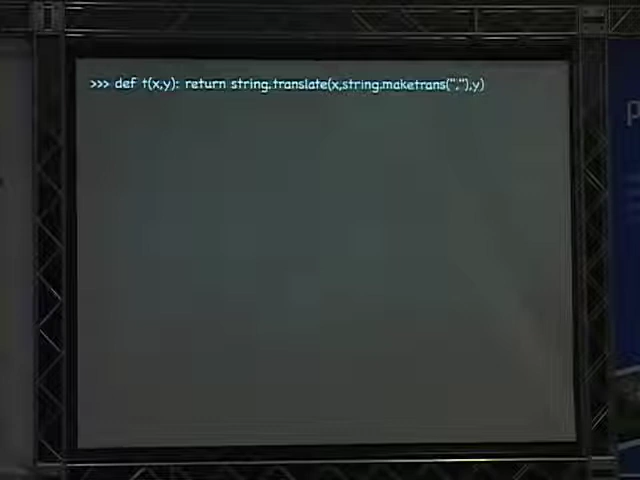 >>> def t(x,y): return string.translate(x,string.maketrans("",""),y)
p